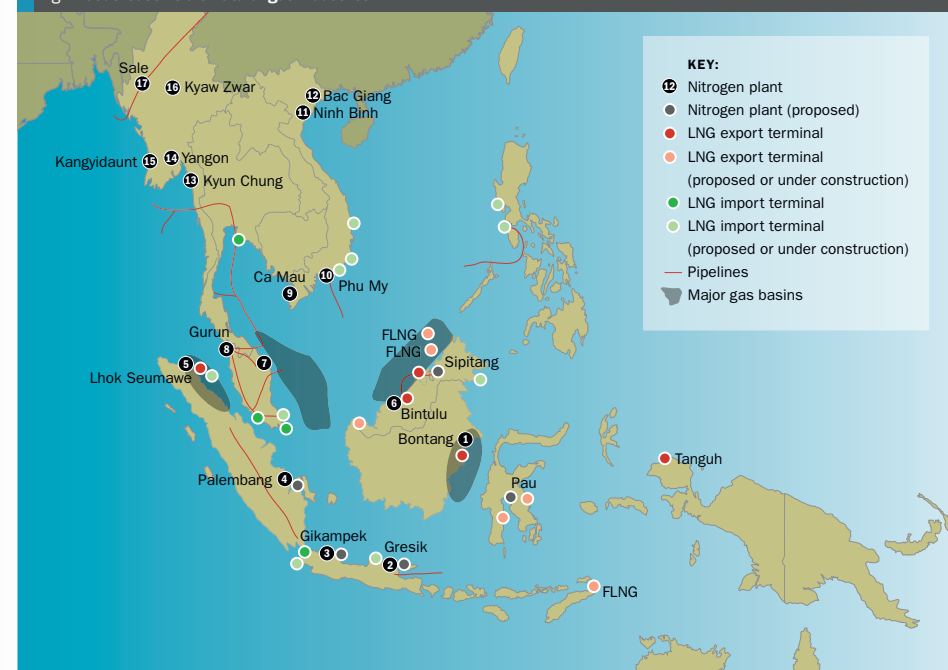 KEY:
12 Nitrogen plant
Nitrogen plant (proposed)
LNG export terminal
LNG export terminal
(proposed or under construction)
LNG import terminal
LNG import terminal
(proposed or under construction)
Pipelines
Major gas basins
Sale
17
16 Kyaw Zwar
12 Bac Giang
11 Ninh Binh
Kangyidaunt 15
14 Yangon
13 Kyun Chung
Ca Mau
9
10
Phu My
Gurun
8
7
5
Lhok Seumawe
FLNG
FLNG
Sipitang
6
Bintulu
Bontang 1
Tanguh
Palembang 4
Pau
Gikampek
3
Gresik
2
FLNG